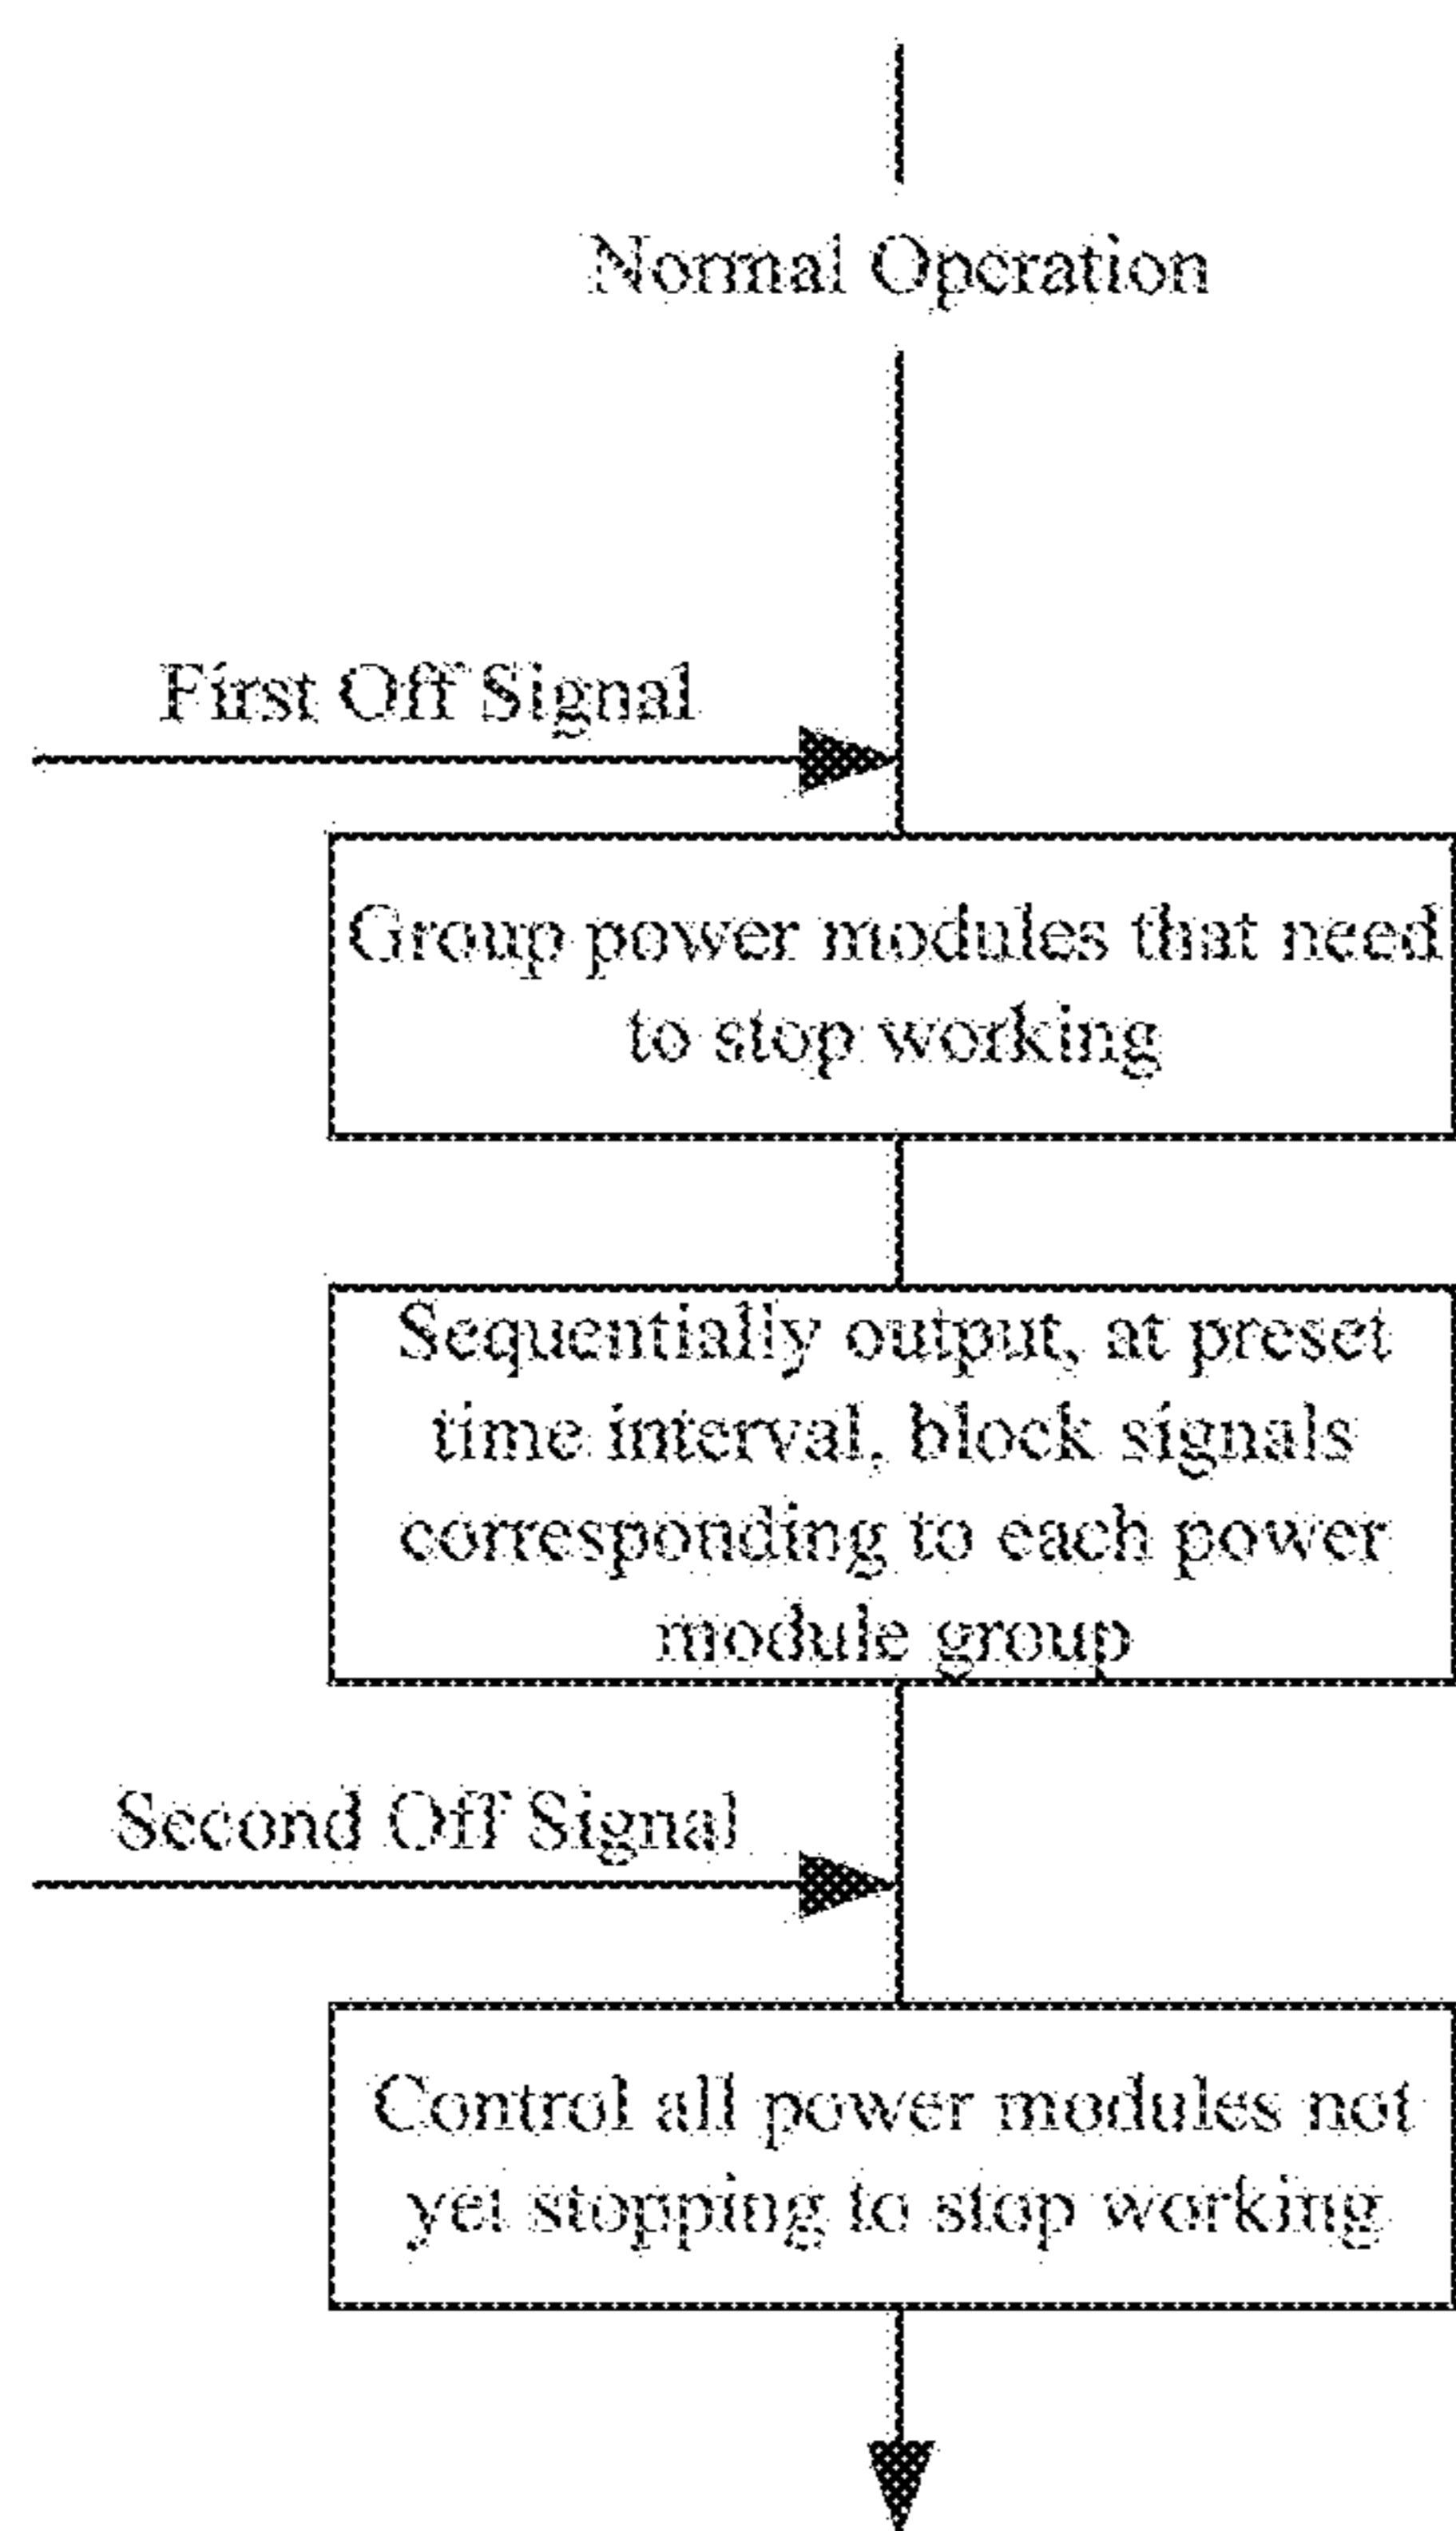 Normal Operation
First Off Signal
Group power modules that need
to stop working
Sequentially output, at preset
time interval, block signals
corresponding to each power
module group
Second Off Signal
Control all power modules not
yet stopping to stop working